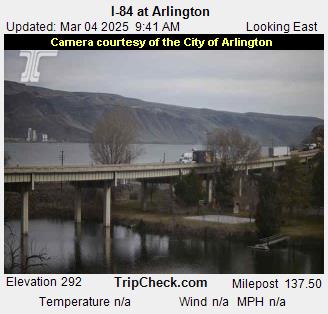 I-84 at Arlington
Updated: Mar 04 2025 9:41 AM Looking East
Camera courtesy of the City of Arlington
Elevation 292 TripCheck.com Milepost 137.50
Temperature n/a Wind n/a MPH n/a